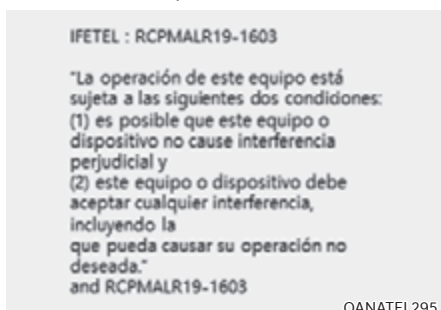 IFETEL : RCPMALR19-1603
"La operación de este equipo está
sujeta a las siguientes dos condiciones:
(1) es posible que este equipo o
dispositivo no cause interferencia
perjudicial y
(2) este equipo o dispositivo debe
aceptar cualquier interferencia,
incluyendo la
que pueda causar su operación no
deseada."
and RCPMALR19-1603
OANATEL295